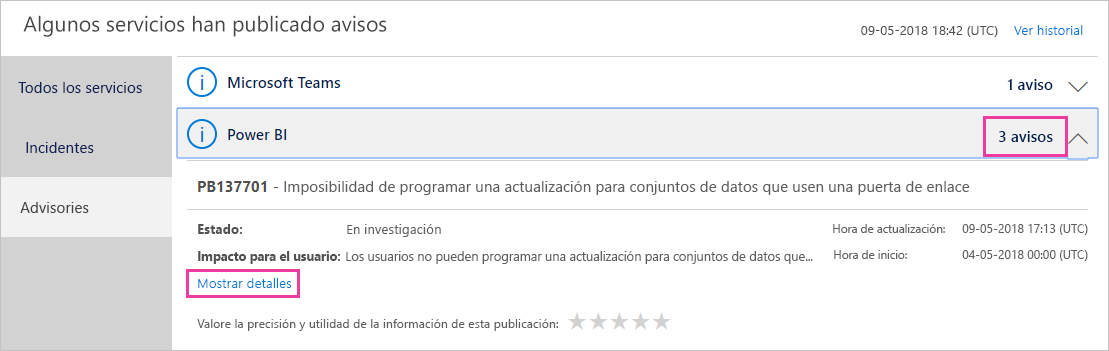 Algunos servicios han publicado avisos
09-05-2018 18:42 (UTC) Ver historial
Todos los servicios
Incidentes
Advisories
Microsoft Teams 1 aviso
Power BI 3 avisos
PB137701 - Imposibilidad de programar una actualización para conjuntos de datos que usen una puerta de enlace
Estado: En investigación Hora de actualización: 09-05-2018 17:13 (UTC)
Impacto para el usuario: Los usuarios no pueden programar una actualización para conjuntos de datos que... Hora de inicio: 04-05-2018 00:00 (UTC)
Mostrar detalles
Valore la precisión y utilidad de la información de esta publicación: